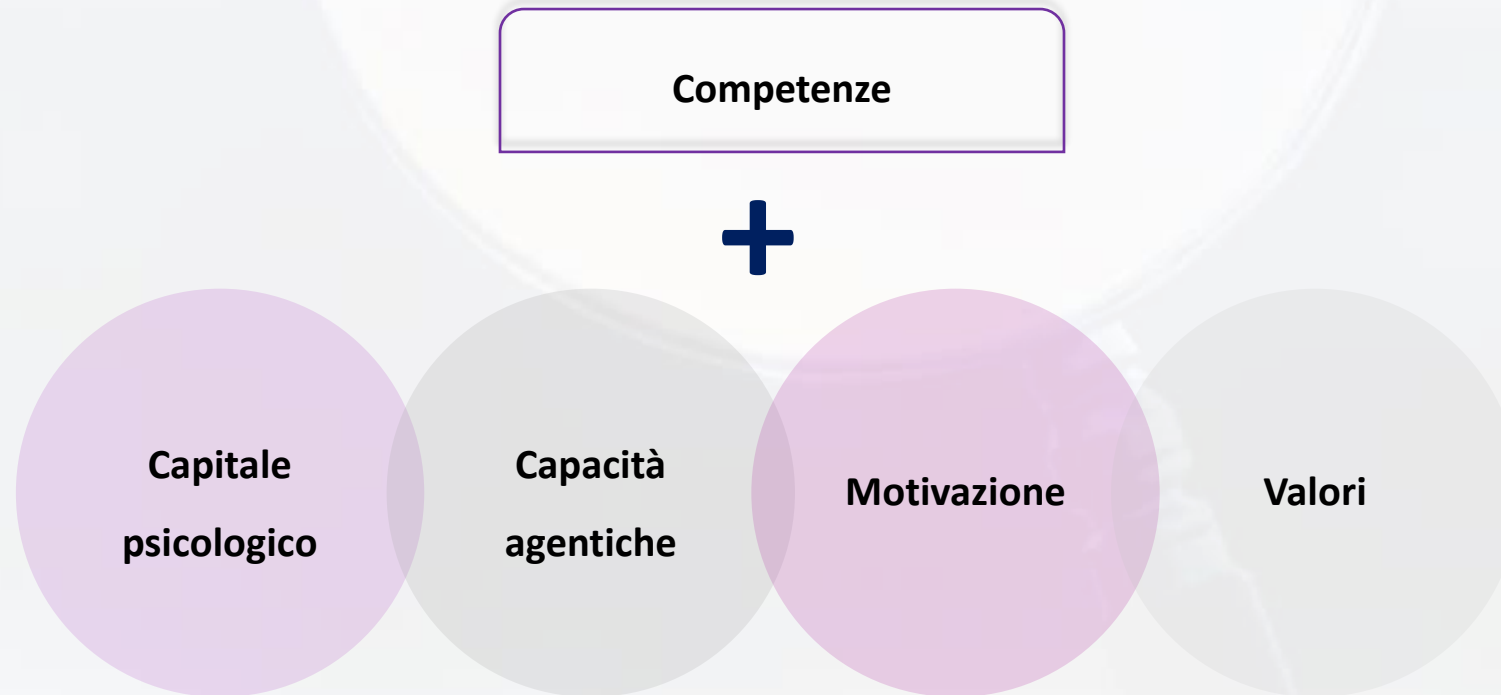 Competenze
+
Capitale
psicologico
Capacità
agentiche
Motivazione
Valori